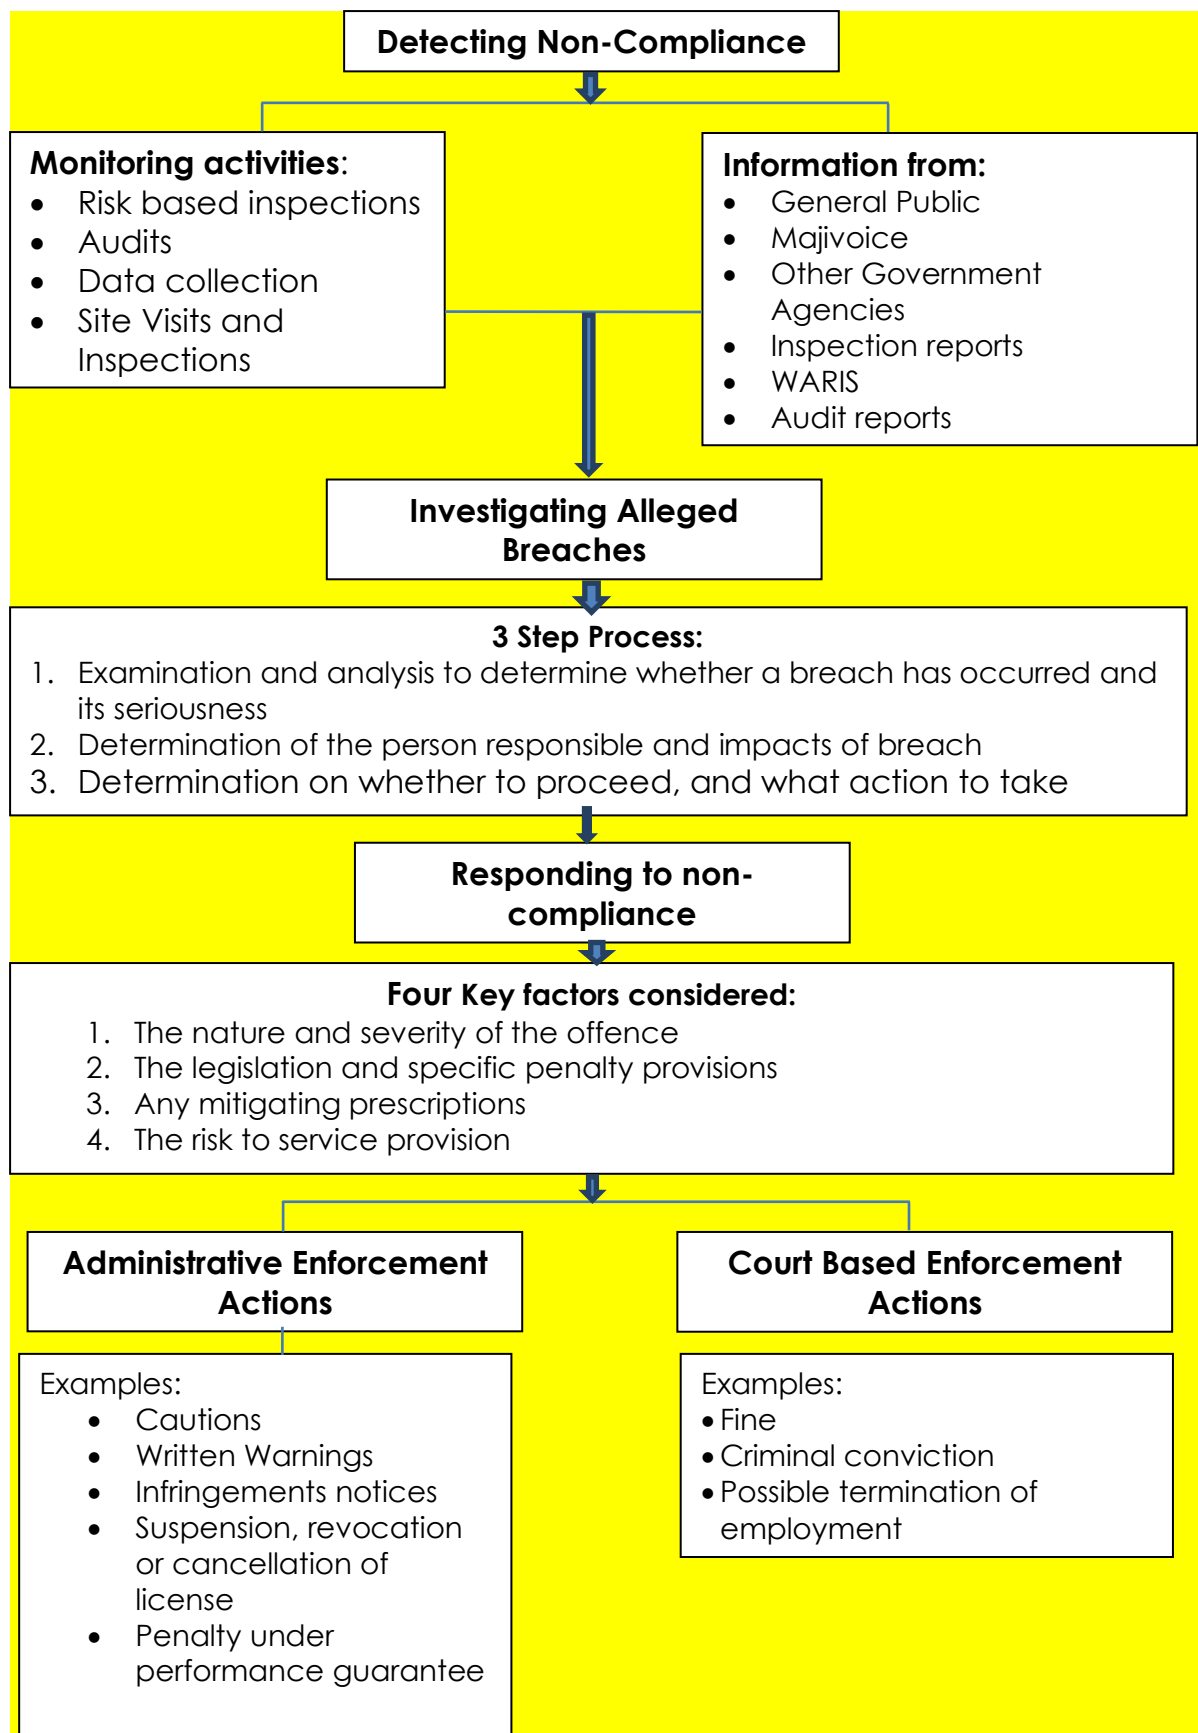 Detecting Non-Compliance
Monitoring activities:
• Risk based inspections
• Audits
• Data collection
• Site Visits and
Inspections
Information from:
• General Public
• Majivoice
• Other Government
Agencies
• Inspection reports
• WARIS
• Audit reports
Investigating Alleged
Breaches
3 Step Process:
1. Examination and analysis to determine whether a breach has occurred and
its seriousness
2. Determination of the person responsible and impacts of breach
3. Determination on whether to proceed, and what action to take
Responding to non-
compliance
Four Key factors considered:
1. The nature and severity of the offence
2. The legislation and specific penalty provisions
3. Any mitigating prescriptions
4. The risk to service provision
Administrative Enforcement
Actions
Court Based Enforcement
Actions
Examples:
• Cautions
• Written Warnings
• Infringements notices
• Suspension, revocation
or cancellation of
license
• Penalty under
performance guarantee
Examples:
• Fine
• Criminal conviction
• Possible termination of
employment